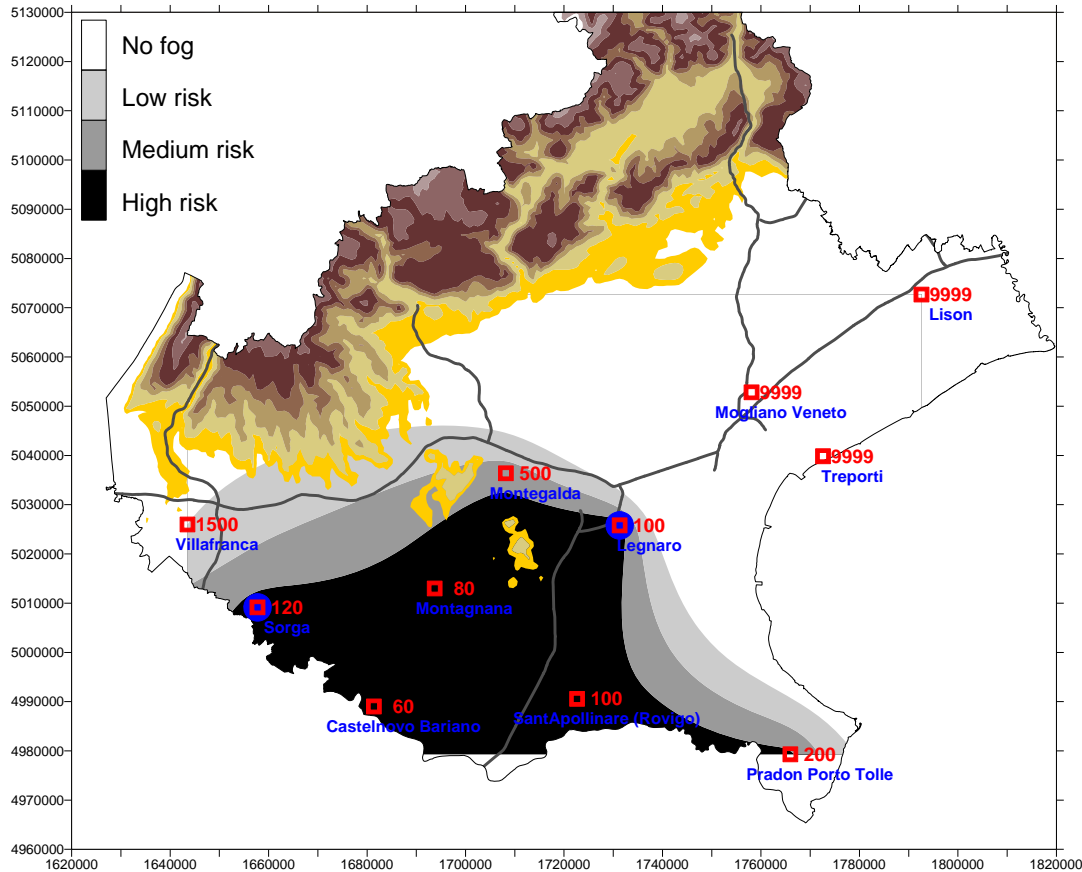 5130000
No fog
5120000
5110000
Low risk
5100000
Medium risk
5090000
High risk
5080000
5070000
9999
Lison
5060000
5050000
9999
Mogliano Veneto
5040000
9999
Treporti
500
Montegalda
5030000
1500
Villafranca
100
Legnaro
5020000
5010000
80
Montagnana
120
Sorga
5000000
4990000
60
Castelnovo Bariano
100
SantApollinare (Rovigo)
4980000
200
Pradon Porto Tolle
4970000
4960000
1620000 1640000 1660000 1680000 1700000 1720000 1740000 1760000 1780000 1800000 1820000